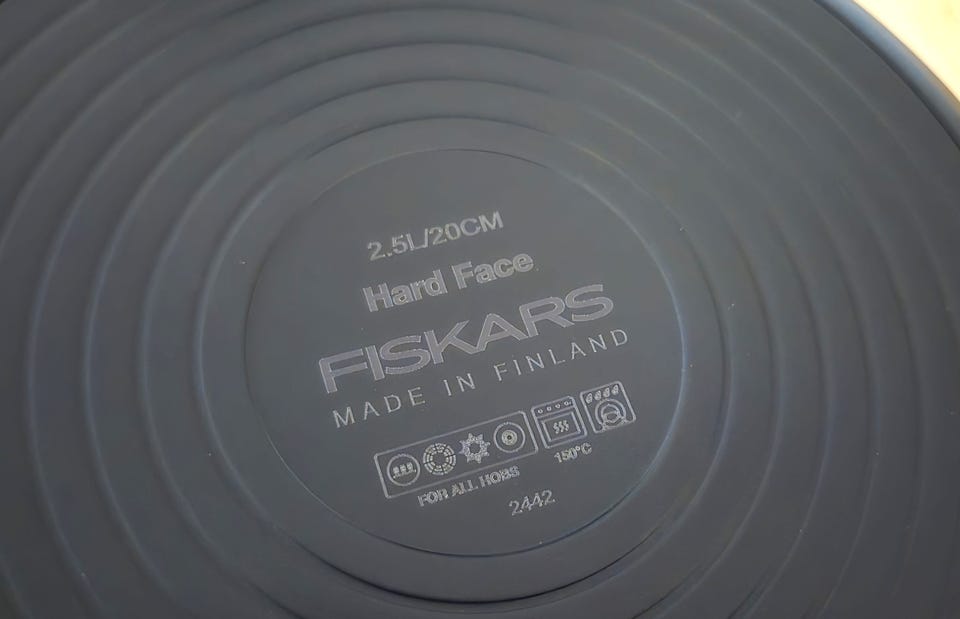 2.5L/20CM
Hard Face
FISKARS
MADE IN FINLAND
FOR ALL HOBS
150°C
2442